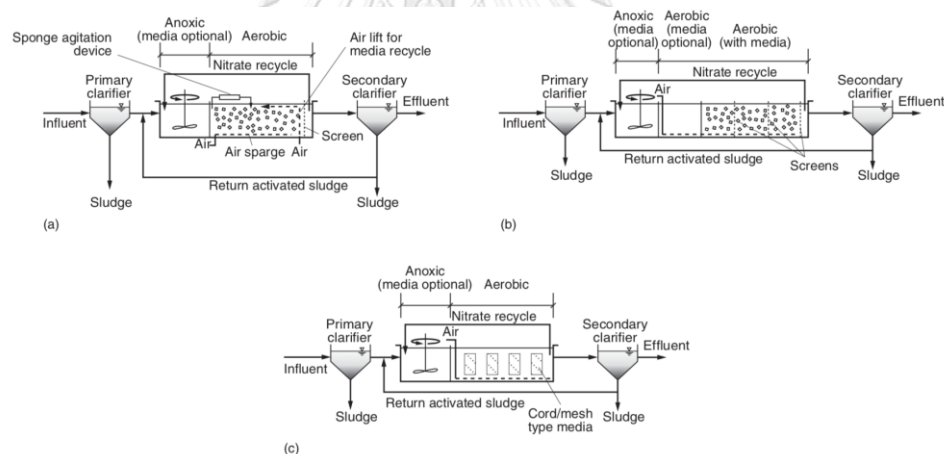 Sponge agitation
device
Anoxic
(media optional)
Aerobic
Air lift for
media recycle
Nitrate recycle
Primary
clarifier
Secondary
clarifier
Effluent
Influent
Screen
Air
Air sparge
Air
Return activated sludge
Sludge
Sludge
(a)
Anoxic
(media
optional)
Aerobic
(media
optional)
Aerobic
(with media)
Nitrate recycle
Primary
clarifier
Air
Secondary
clarifier
Effluent
Influent
Return activated sludge
Screens
Sludge
Sludge
(b)
Anoxic
(media optional)
Aerobic
Nitrate recycle
Primary
clarifier
Air
Secondary
clarifier
Effluent
Influent
Return activated sludge
Cord/mesh
type media
Sludge
Sludge
(c)